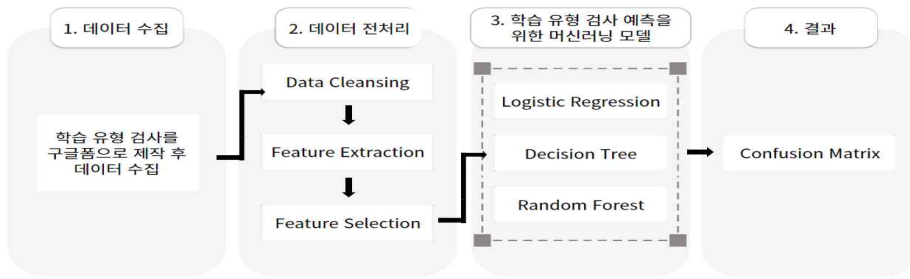 1. 데이터 수집
학습 유형 검사를
구글폼으로 제작 후
데이터 수집
2. 데이터 전처리
Data Cleansing
Feature Extraction
Feature Selection
3. 학습 유형 검사 예측을
위한 머신러닝 모델
Logistic Regression
Decision Tree
Random Forest
4. 결과
Confusion Matrix